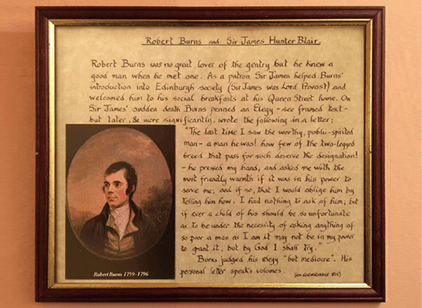 Robert Burns and Sir James Hunter Blair.
Robert Burns was no great lover of the gentry but he knew a
good man when he met one. As a patron Sir James helped Burns'
introduction into Edinburgh society (Sir James was Lord Provost) and
welcomed him to his social breakfasts at his Queen Street home. On
Sir James' sudden death Burns penned an Elegy - see framed text -
but later, & more significantly, wrote the following in a letter:
"The last time I saw the worthy, public-spirited
man - a man he was! how few of the two-legged
breed that pass for such deserve the designation!
- he pressed my hand, and asked me with the
most friendly warmth if it was in his power to
serve me; and if so, that I would oblige him by
telling him how. I had nothing to ask of him; but
if ever a child of his should be so unfortunate
as to be under the necessity of asking anything of
so poor a man as I am it may not be in my power
to grant it, but by God I shall try."
Burns judged his elegy "but mediocre". His
personal letter speaks volumes.
Robert Burns 1759-1796